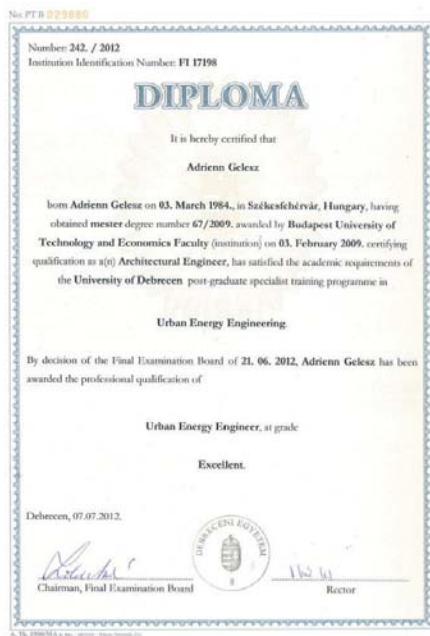 No. PT B 029880
Number: 242. / 2012
Institution Identification Number: FI 17198
DIPLOMA
It is hereby certified that
Adrienn Gelesz
born Adrienn Gelesz on 03. March 1984., in Székesfehérvár, Hungary, having
obtained mester degree number 67/2009. awarded by Budapest University of
Technology and Economics Faculty (institution) on 03. February 2009. certifying
qualification as a(n) Architectural Engineer, has satisfied the academic requirements of
the University of Debrecen post-graduate specialist training programme in
Urban Energy Engineering.
By decision of the Final Examination Board of 21. 06. 2012, Adrienn Gelesz has been
awarded the professional qualification of
Urban Energy Engineer, at grade
Excellent.
Debrecen, 07.07.2012.
DEBRECENI EGYETEM
8
Chairman, Final Examination Board
Rector